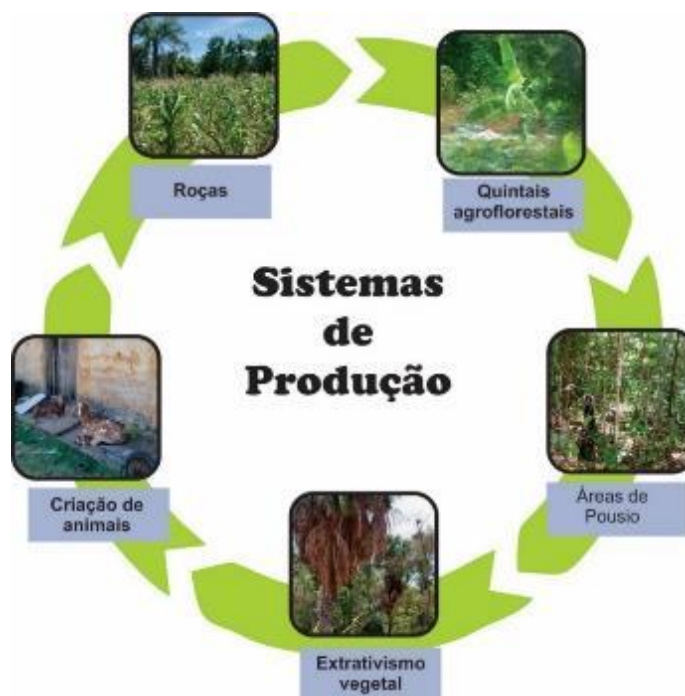 Sistemas
de
Produção
Roças
Quintais
agroflorestais
Áreas de
Pousio
Extrativismo
vegetal
Criação de
animais